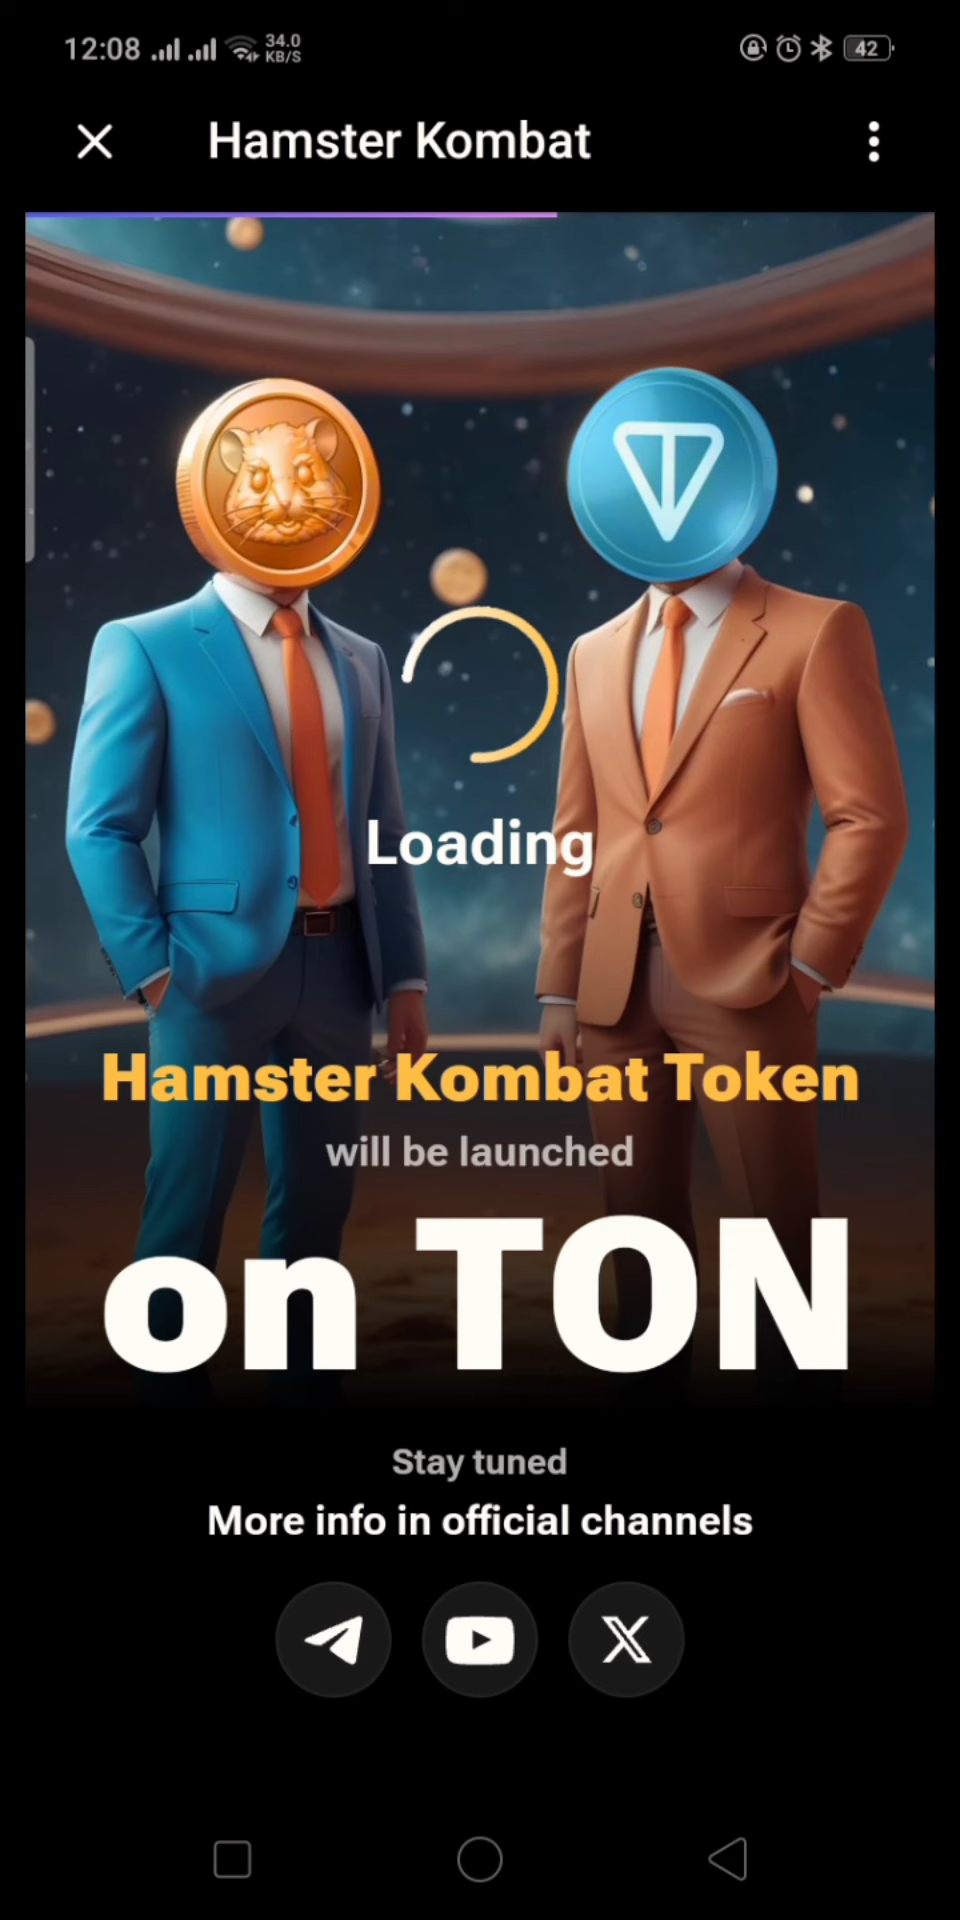 12:08 34.0 KB/S 42
Hamster Kombat
Loading
Hamster Kombat Token
will be launched
on TON
Stay tuned
More info in official channels